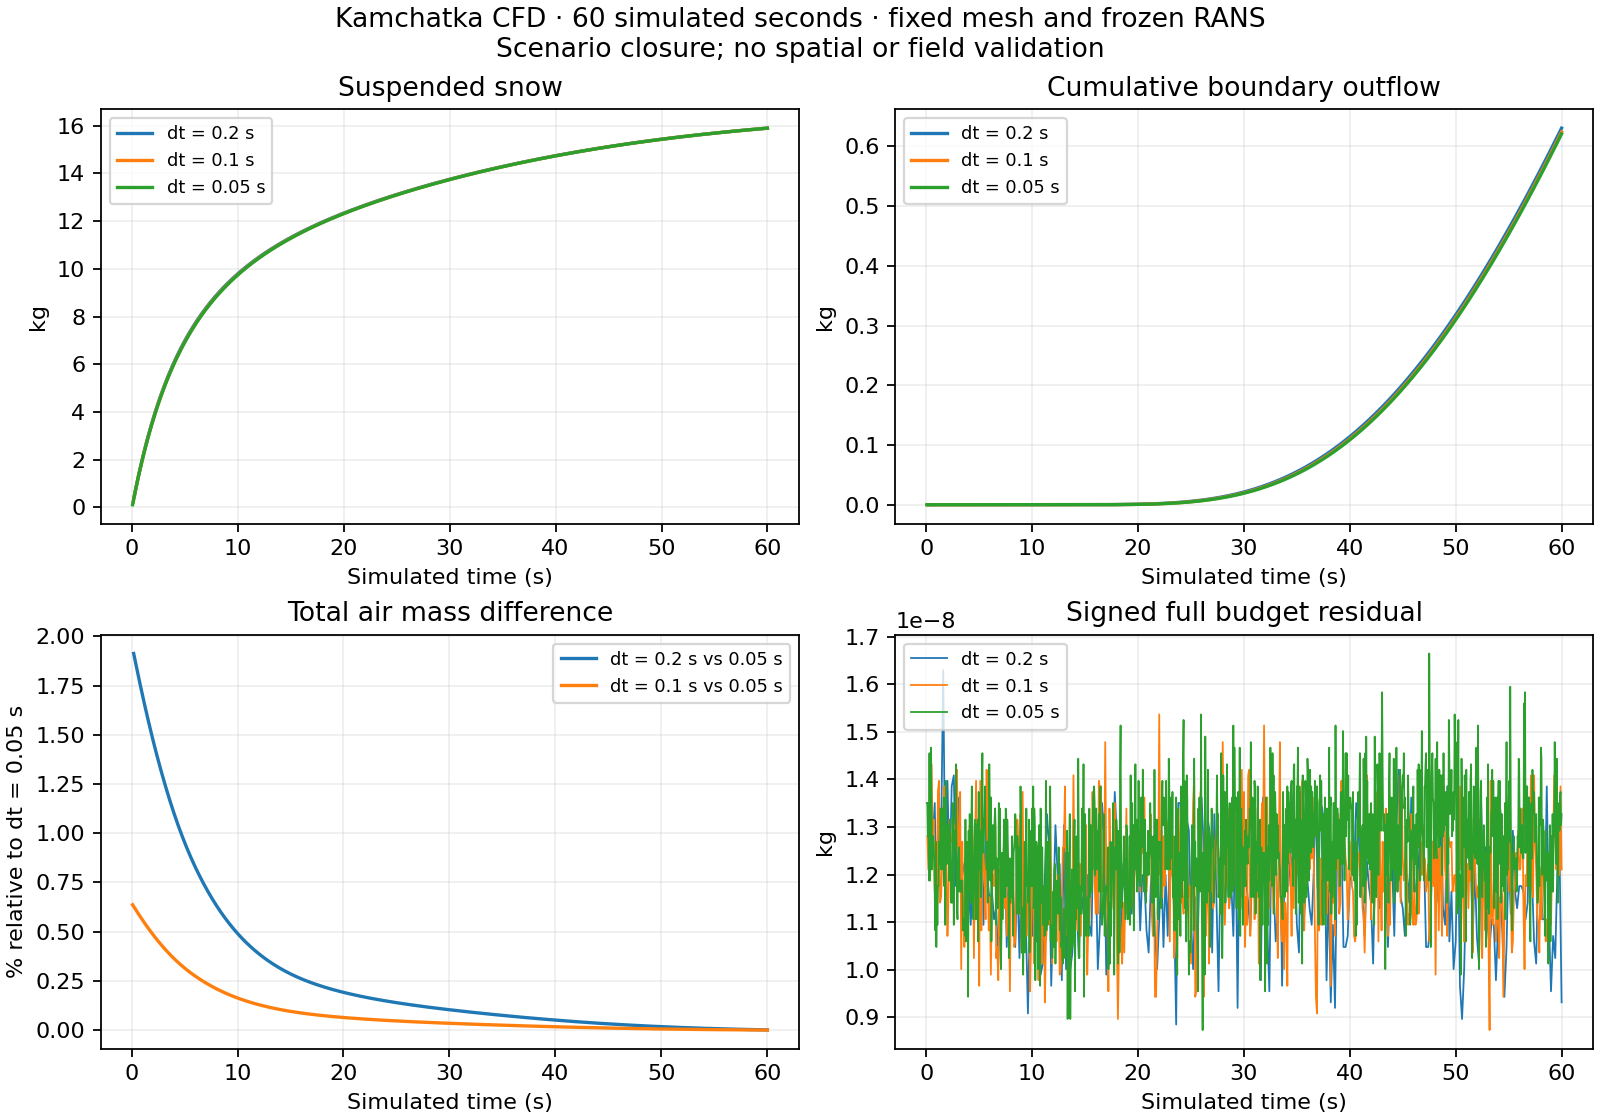 Kamchatka CFD · 60 simulated seconds · fixed mesh and frozen RANS
Scenario closure; no spatial or field validation
Suspended snow
dt = 0.2 s
dt = 0.1 s
dt = 0.05 s
kg
16
14
12
10
8
6
4
2
0
0 10 20 30 40 50 60
Simulated time (s)
Cumulative boundary outflow
dt = 0.2 s
dt = 0.1 s
dt = 0.05 s
kg
0.6
0.5
0.4
0.3
0.2
0.1
0.0
0 10 20 30 40 50 60
Simulated time (s)
Total air mass difference
dt = 0.2 s vs 0.05 s
dt = 0.1 s vs 0.05 s
% relative to dt = 0.05 s
2.00
1.75
1.50
1.25
1.00
0.75
0.50
0.25
0.00
0 10 20 30 40 50 60
Simulated time (s)
Signed full budget residual
1e−8
dt = 0.2 s
dt = 0.1 s
dt = 0.05 s
kg
1.7
1.6
1.5
1.4
1.3
1.2
1.1
1.0
0.9
0 10 20 30 40 50 60
Simulated time (s)